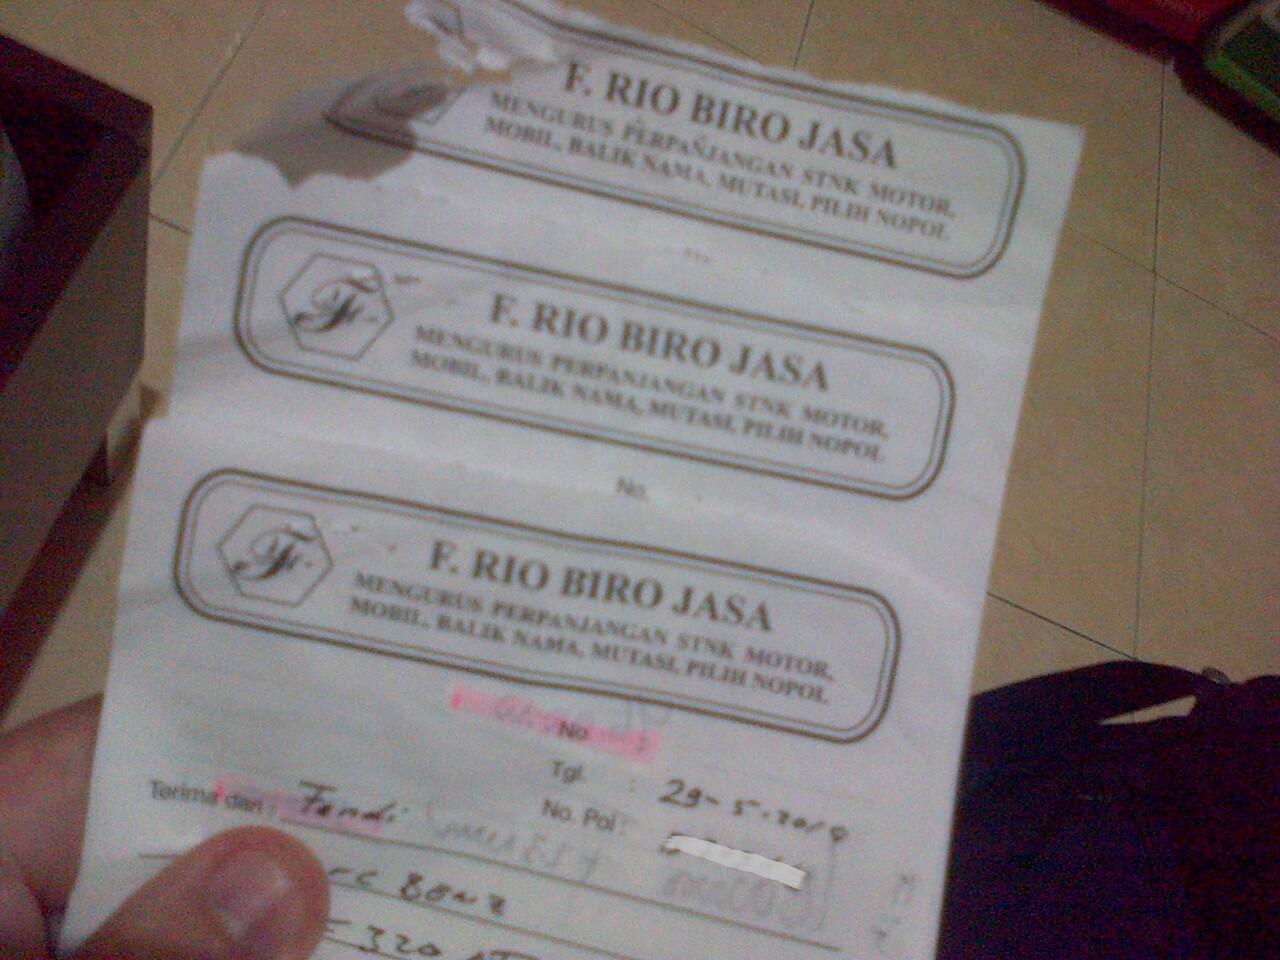 F. RIO BIRO JASA
MENGURUS PERPANJANGAN STNK MOTOR,
MOBIL, BALIK NAMA, MUTASI, PILIH NOPOL
F. RIO BIRO JASA
MENGURUS PERPANJANGAN STNK MOTOR,
MOBIL, BALIK NAMA, MUTASI, PILIH NOPOL
No.
F. RIO BIRO JASA
MENGURUS PERPANJANGAN STNK MOTOR,
MOBIL, BALIK NAMA, MUTASI, PILIH NOPOL
No. :
Tgl. : 29-5-2010
Terima dari : Fendi No. Pol :
320